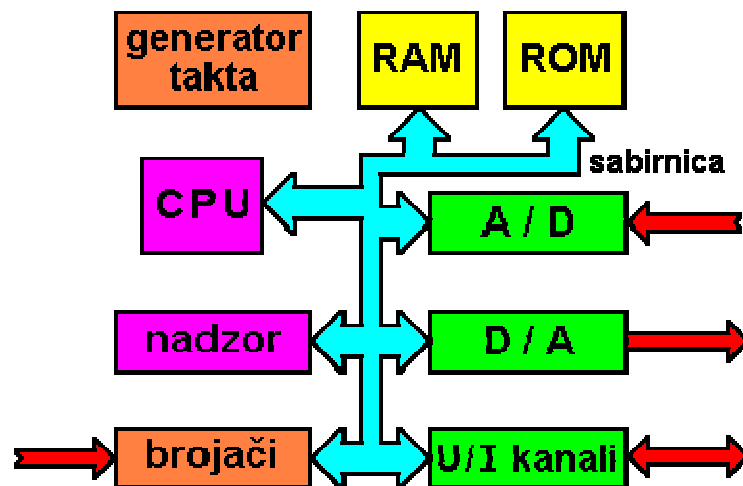 generator
takta
RAM
ROM
sabirnica
CPU
A / D
nadzor
D / A
brojači
U/I kanali